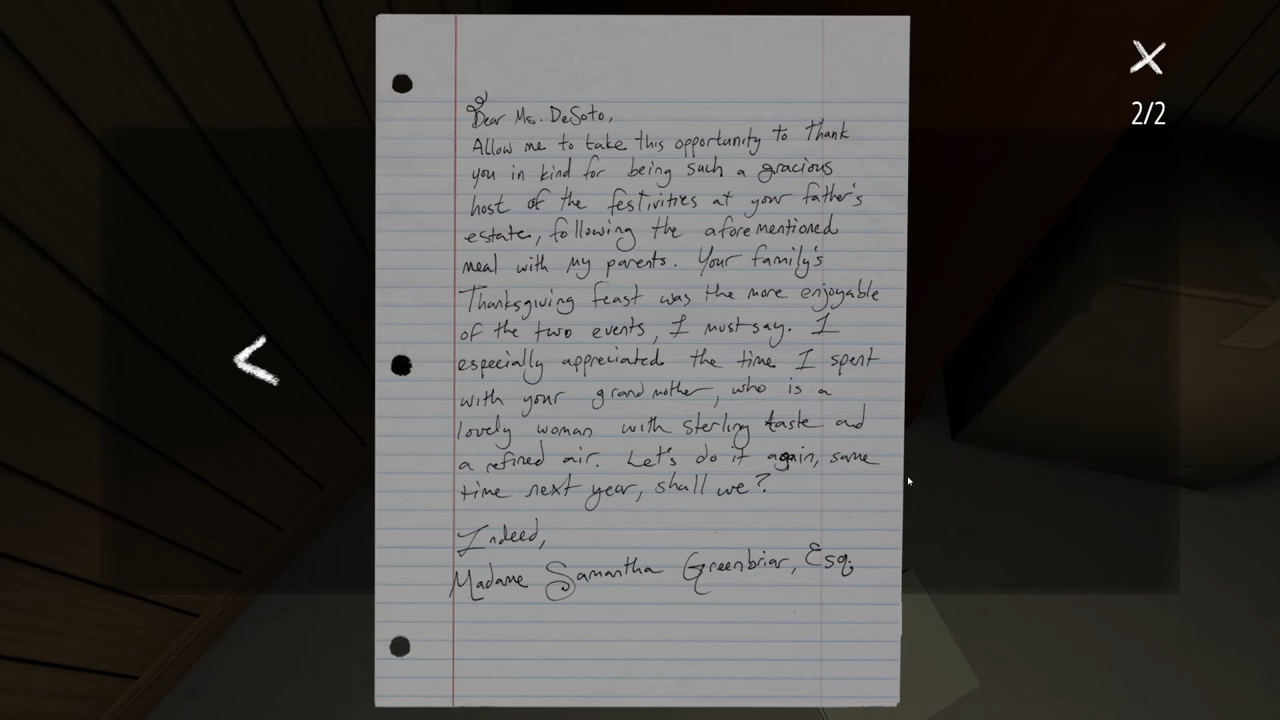 2/2
Dear Ms. DeSoto,
Allow me to take this opportunity to thank
you in kind for being such a gracious
host of the festivities at your father's
estate, following the aforementioned
meal with my parents. Your family's
Thanksgiving feast was the more enjoyable
of the two events, I must say. I
especially appreciated the time I spent
with your grandmother, who is a
lovely woman with sterling taste and
a refined air. Let's do it again, same
time next year, shall we?
Indeed,
Madame Samantha Greenbriar, Esq.